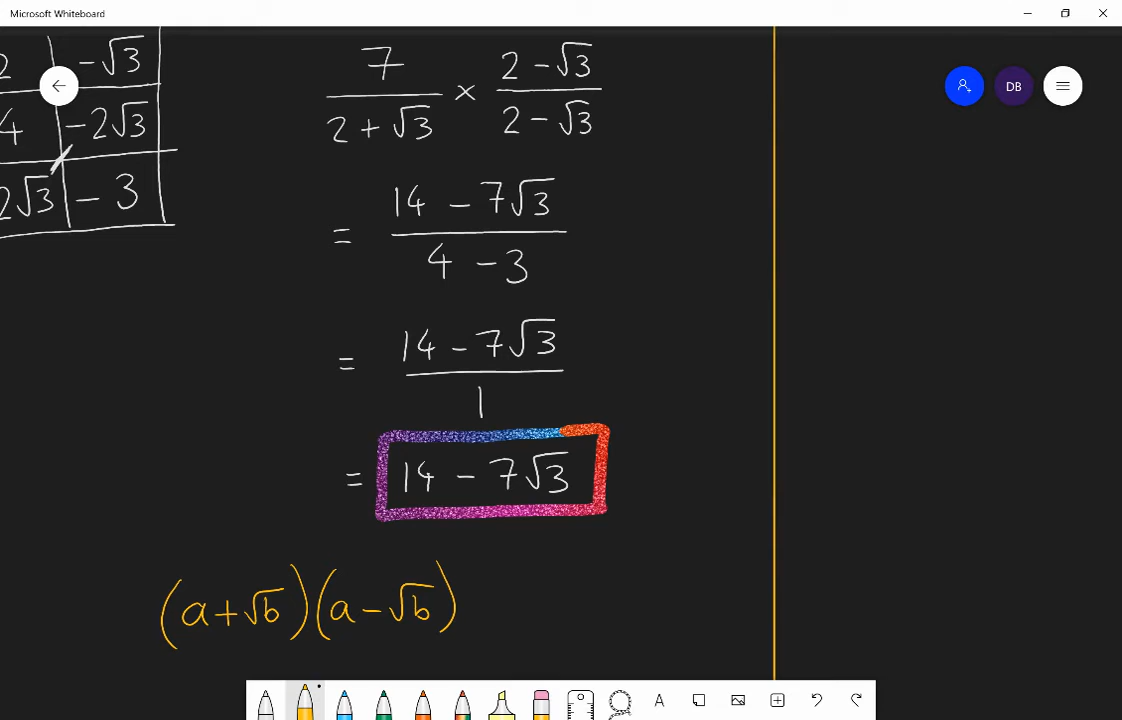 Microsoft Whiteboard
2 -√3
4 -2√3
2√3 - 3
7/(2 + √3) × (2 - √3)/(2 - √3)
= (14 - 7√3)/(4 - 3)
= (14 - 7√3)/1
= 14 - 7√3
(a + √b)(a - √b)
DB
A